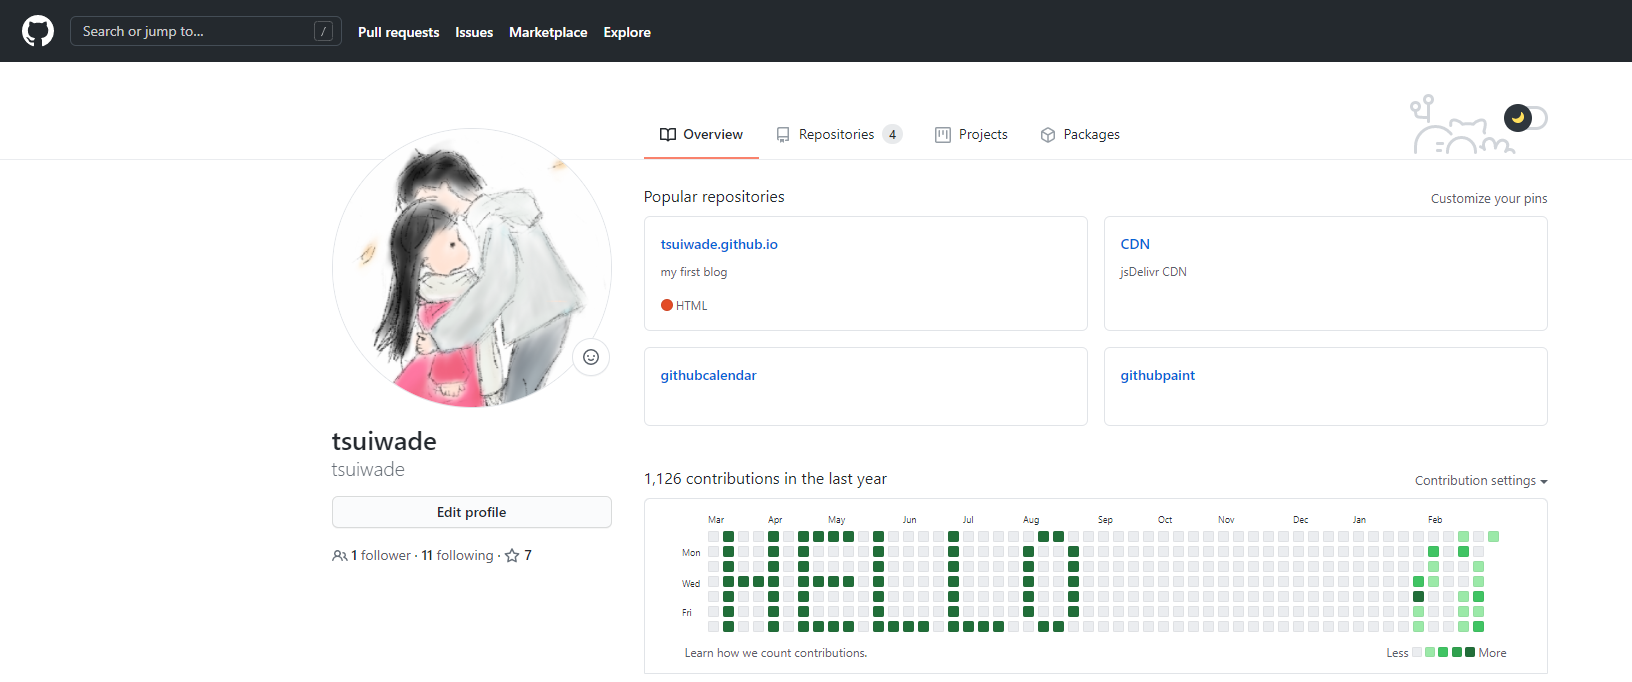 Search or jump to... /
Pull requests Issues Marketplace Explore
Overview Repositories 4 Projects Packages
Popular repositories
Customize your pins
tsuiwade.github.io
my first blog
HTML
CDN
jsDelivr CDN
githubcalendar
githubpaint
tsuiwade
tsuiwade
Edit profile
1 follower · 11 following · 7
1,126 contributions in the last year
Contribution settings
Mar Apr May Jun Jul Aug Sep Oct Nov Dec Jan Feb
Mon
Wed
Fri
HELLO
Learn how we count contributions.
Less More